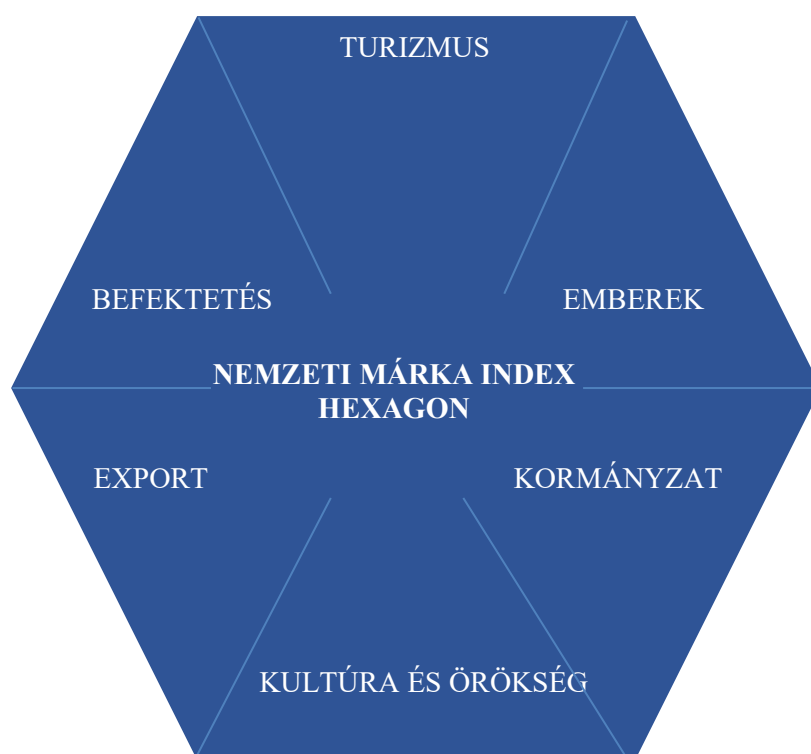 TURIZMUS
BEFEKTETÉS
EMBEREK
NEMZETI MÁRKA INDEX
HEXAGON
EXPORT
KORMÁNYZAT
KULTÚRA ÉS ÖRÖKSÉG